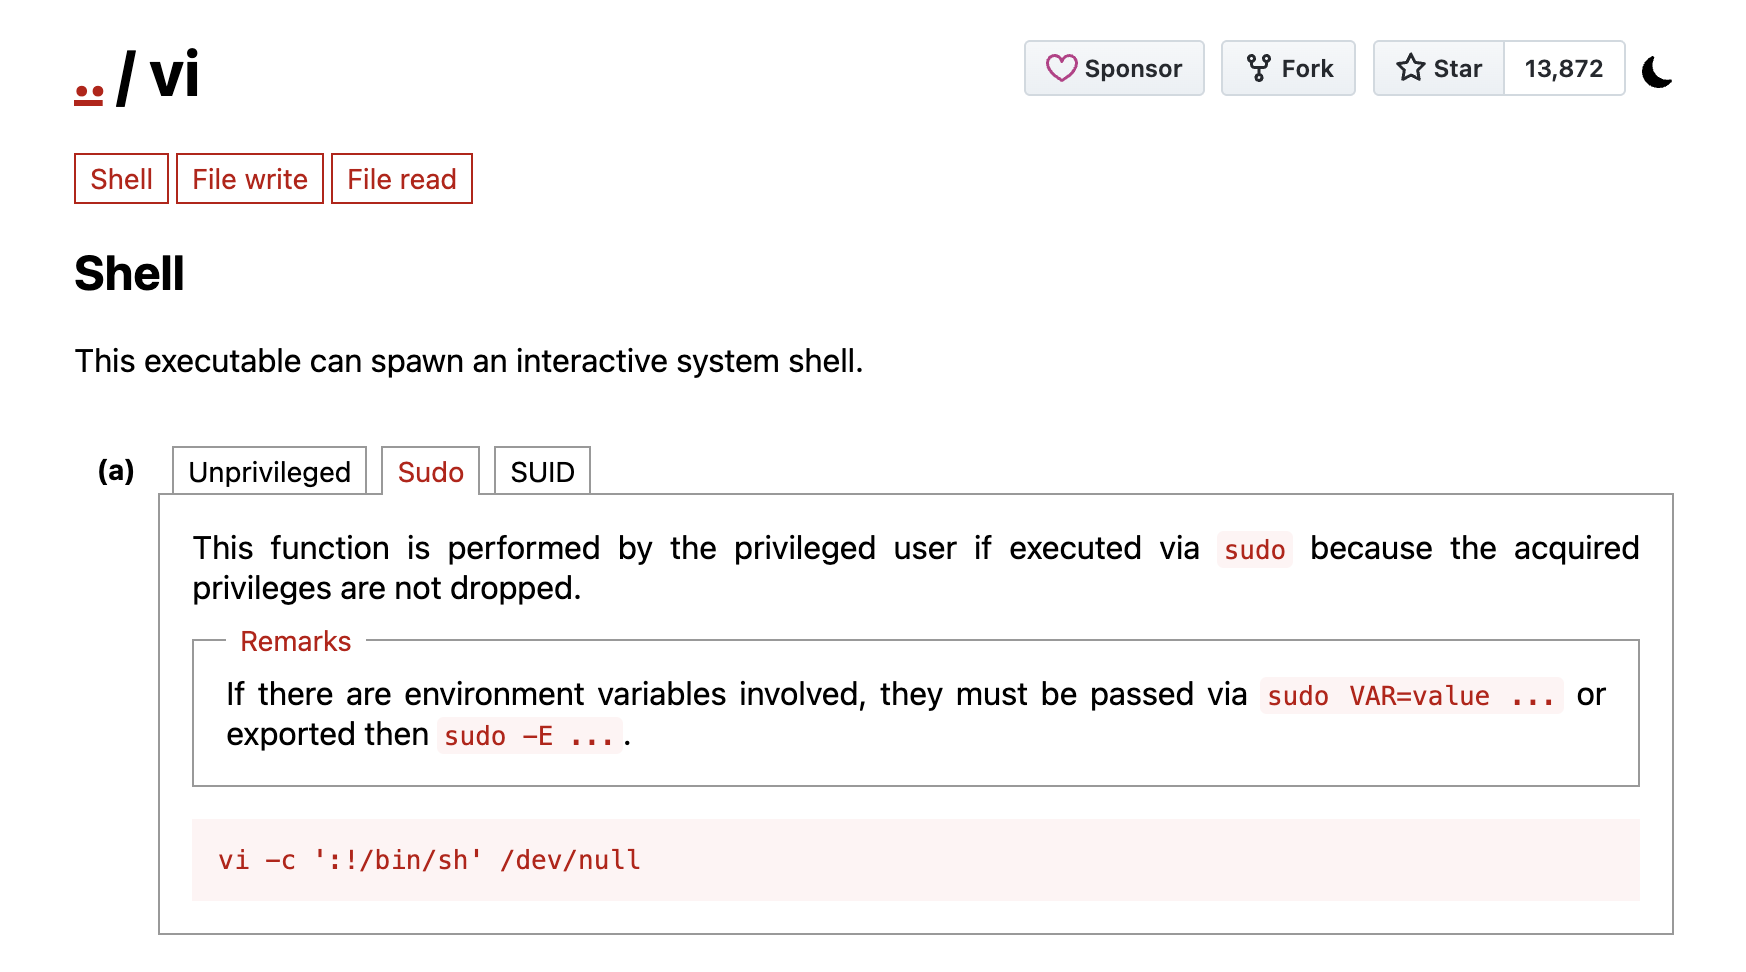 .. / vi
Sponsor
Fork
Star
13,872
Shell
File write
File read
Shell
This executable can spawn an interactive system shell.
(a)
Unprivileged
Sudo
SUID
This function is performed by the privileged user if executed via sudo because the acquired
privileges are not dropped.
Remarks
If there are environment variables involved, they must be passed via sudo VAR=value ... or
exported then sudo -E ... .
vi -c ':!/bin/sh' /dev/null